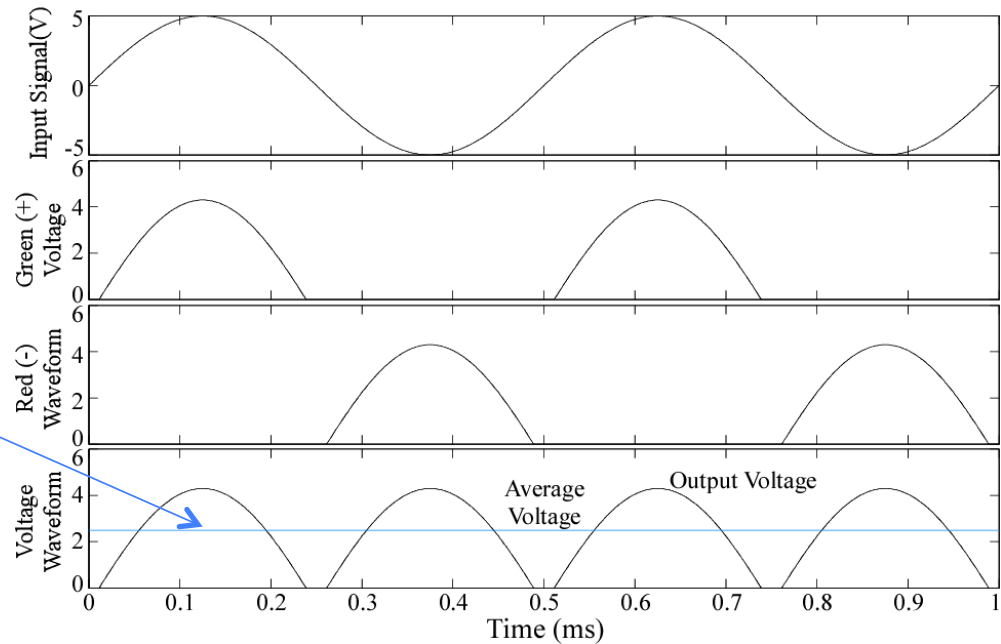 Input Signal(V)
5
0
-5
Green (+)
Voltage
6
4
2
0
Red (-)
Waveform
6
4
2
0
Voltage
Waveform
6
4
2
0
Average
Voltage
Output Voltage
0 0.1 0.2 0.3 0.4 0.5 0.6 0.7 0.8 0.9 1
Time (ms)